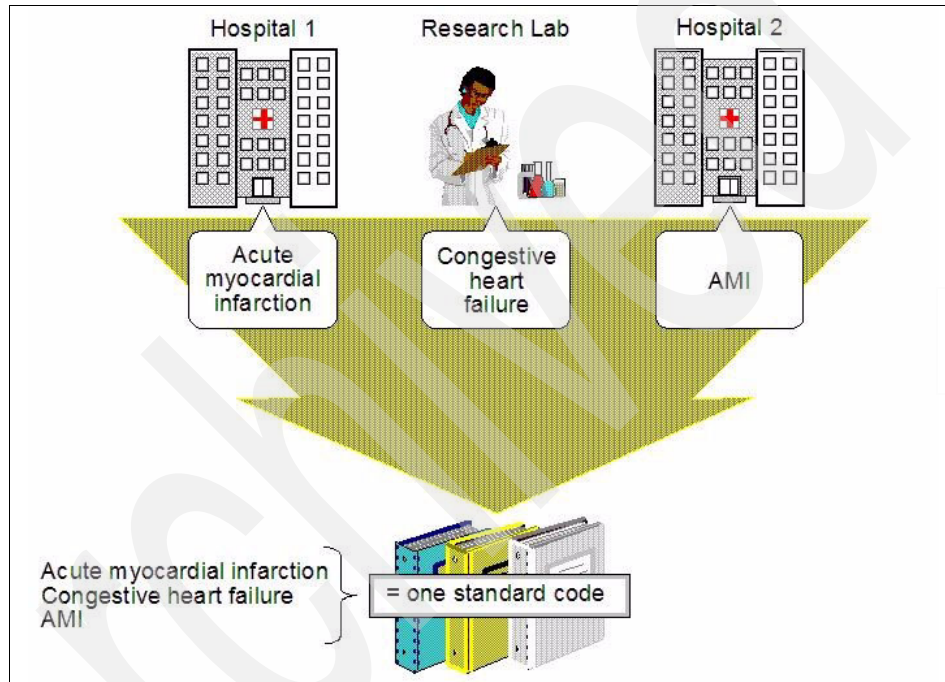 Hospital 1
Research Lab
Hospital 2
Acute
myocardial
infarction
Congestive
heart
failure
AMI
Acute myocardial infarction
Congestive heart failure
AMI
= one standard code